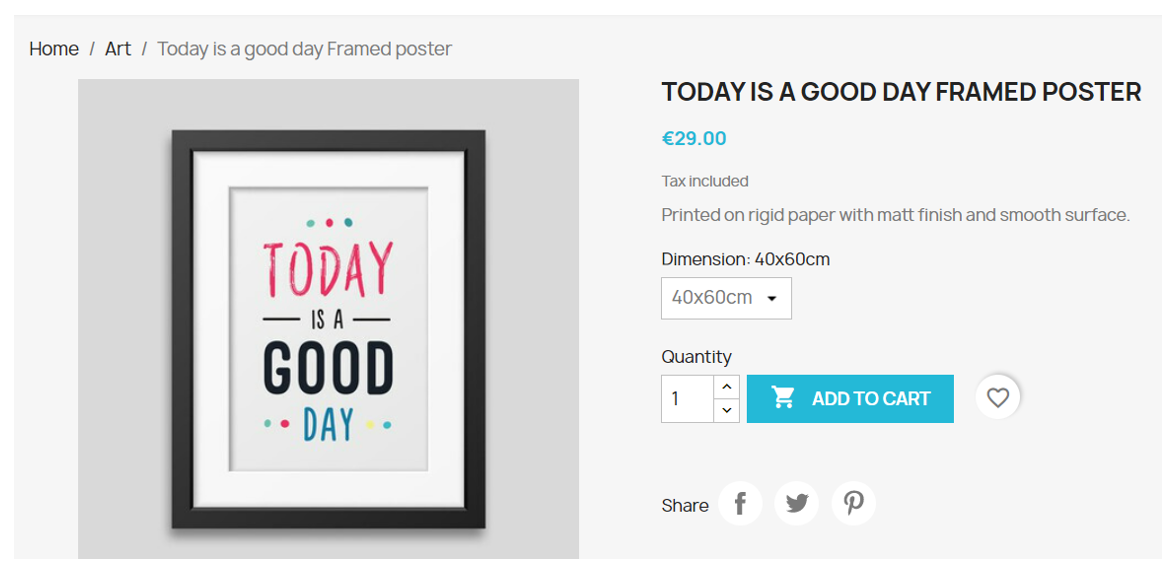 Home / Art / Today is a good day Framed poster
TODAY
IS A
GOOD
DAY
TODAY IS A GOOD DAY FRAMED POSTER
€29.00
Tax included
Printed on rigid paper with matt finish and smooth surface.
Dimension: 40x60cm
40x60cm
Quantity
1
ADD TO CART
Share